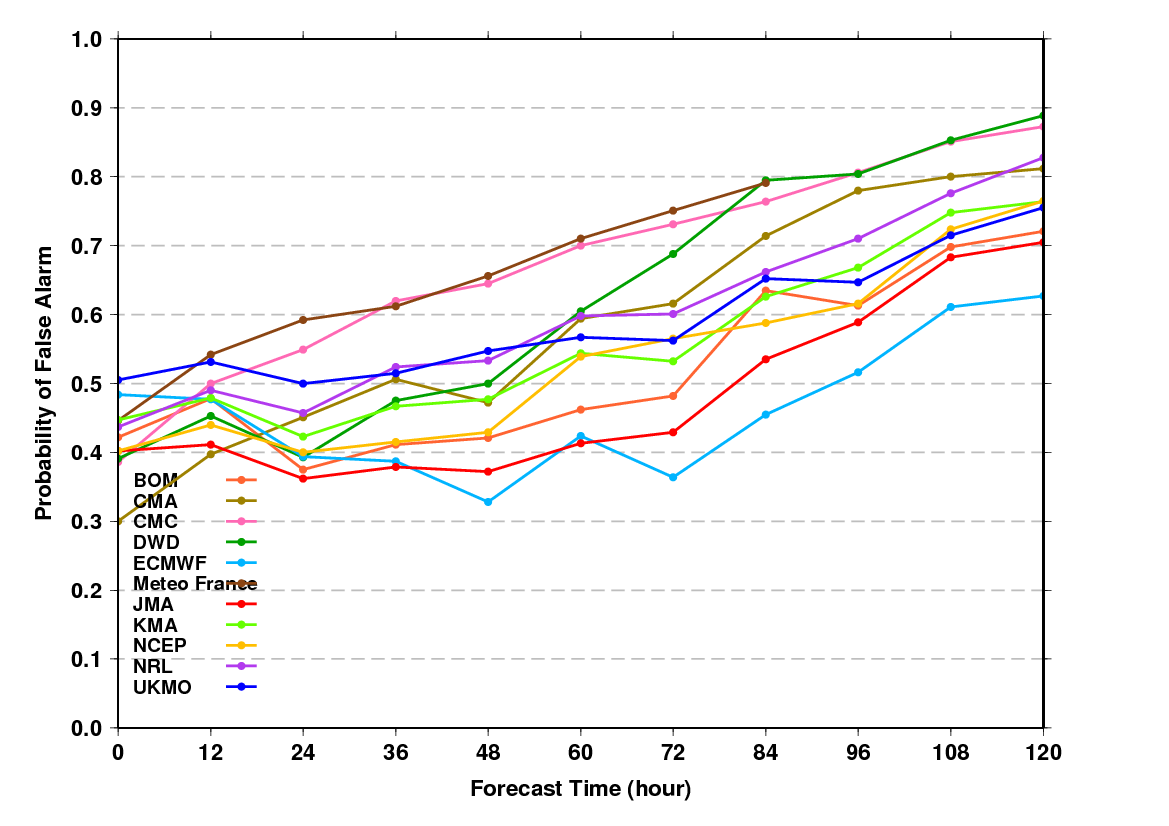 1.0
0.9
0.8
0.7
0.6
0.5
0.4
0.3
0.2
0.1
0.0
Probability of False Alarm
BOM
CMA
CMC
DWD
ECMWF
Meteo France
JMA
KMA
NCEP
NRL
UKMO
0 12 24 36 48 60 72 84 96 108 120
Forecast Time (hour)